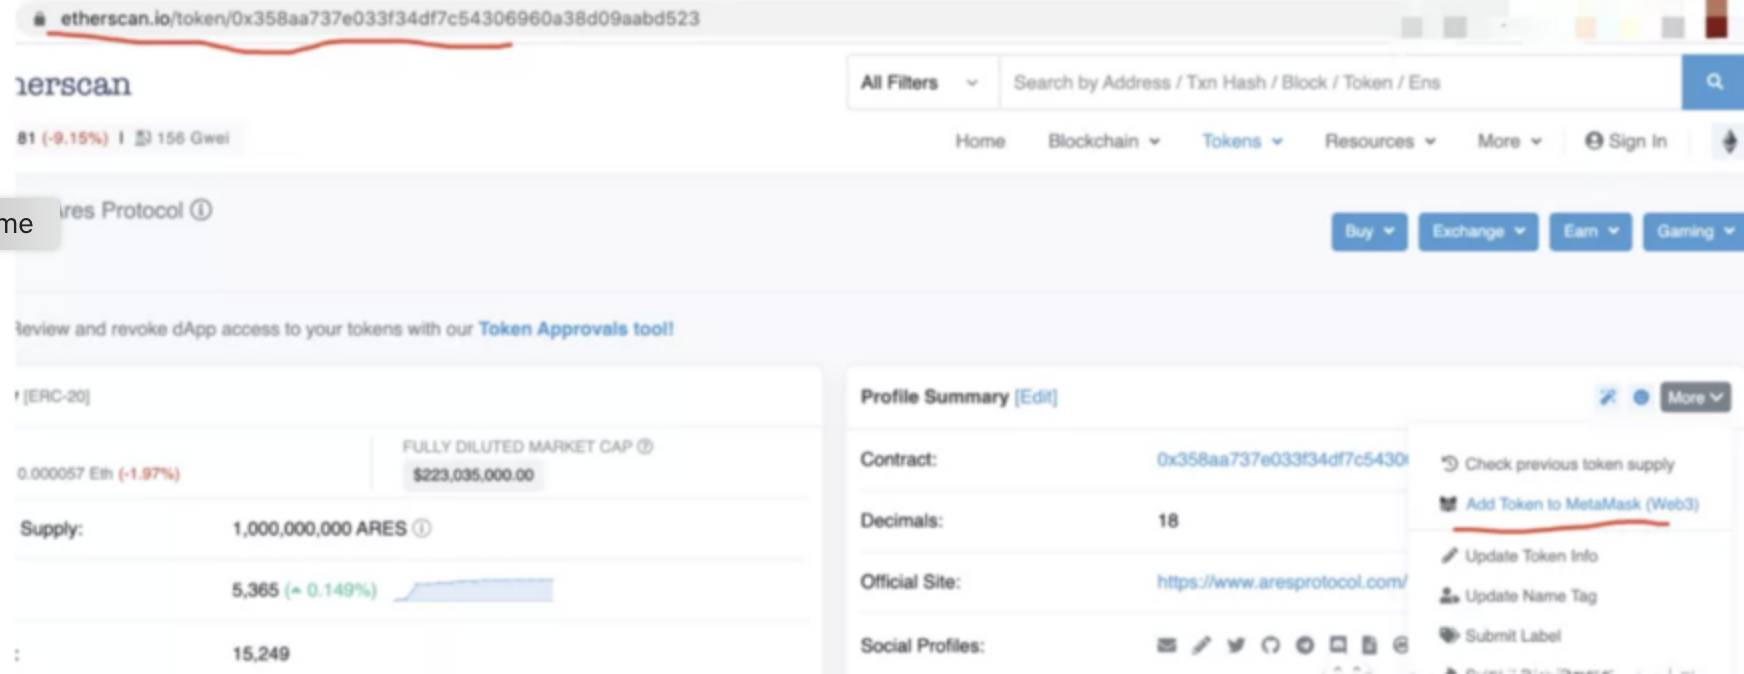 etherscan.io/token/0x358aa737e033f34df7c54306960a38d09aabd523
herscan
All Filters
Search by Address / Txn Hash / Block / Token / Ens
81 (-9.15%) | 156 Gwei
Home Blockchain Tokens Resources More Sign In
me
Ares Protocol
Buy Exchange Earn Gaming
Review and revoke dApp access to your tokens with our Token Approvals tool!
[ERC-20]
Profile Summary [Edit]
More
FULLY DILUTED MARKET CAP
0.000057 Eth (-1.97%)
$223,035,000.00
Contract:
0x358aa737e033f34df7c5430
Check previous token supply
Add Token to MetaMask (Web3)
Supply:
1,000,000,000 ARES
Decimals:
18
Update Token Info
5,365 (0.149%)
Official Site:
https://www.aresprotocol.com/
Update Name Tag
Submit Label
:
15,249
Social Profiles: